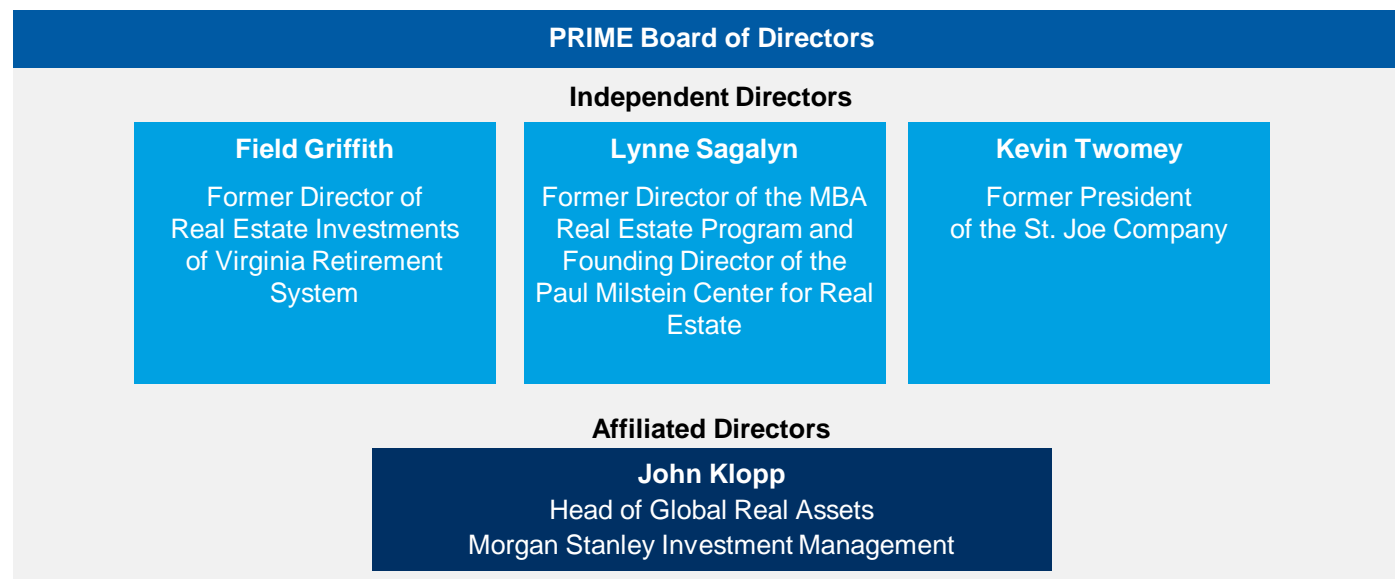 PRIME Board of Directors
Independent Directors
Field Griffith
Former Director of
Real Estate Investments
of Virginia Retirement
System
Lynne Sagalyn
Former Director of the MBA
Real Estate Program and
Founding Director of the
Paul Milstein Center for Real
Estate
Kevin Twomey
Former President
of the St. Joe Company
Affiliated Directors
John Klopp
Head of Global Real Assets
Morgan Stanley Investment Management